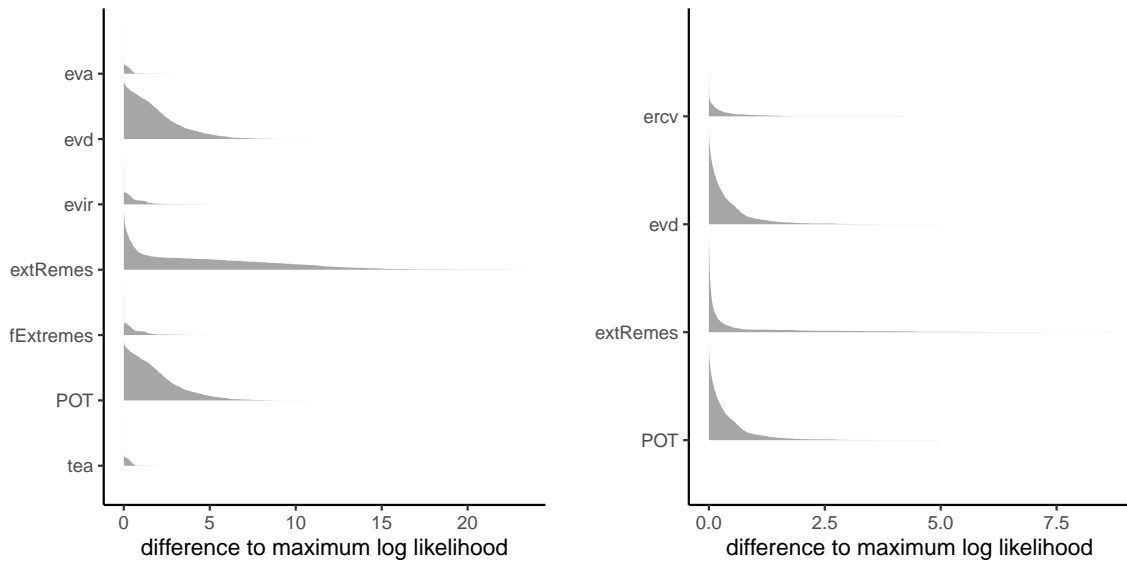 eva
evd
evir
extRemes
fExtremes
POT
tea
0 5 10 15 20
difference to maximum log likelihood
ercv
evd
extRemes
POT
0.0 2.5 5.0 7.5
difference to maximum log likelihood